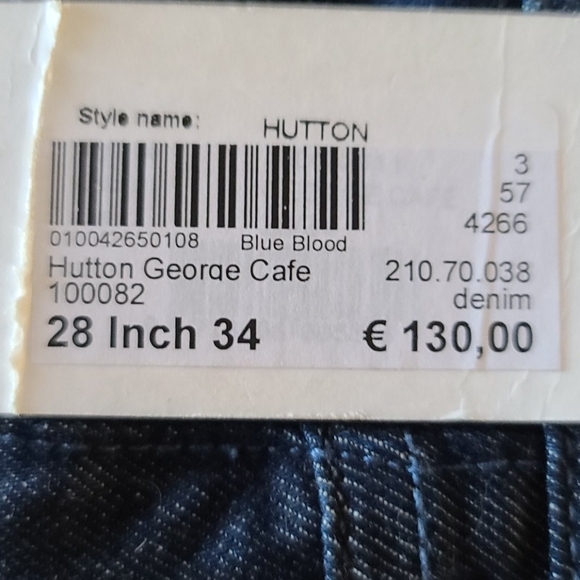 Style name: HUTTON
3
57
4266
010042650108 Blue Blood
Hutton George Cafe 210.70.038
100082 denim
28 Inch 34 € 130,00